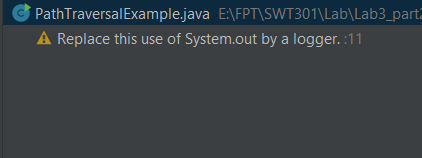 PathTraversalExample.java E:\FPT\SWT301\Lab\Lab3_part2
Replace this use of System.out by a logger. :11